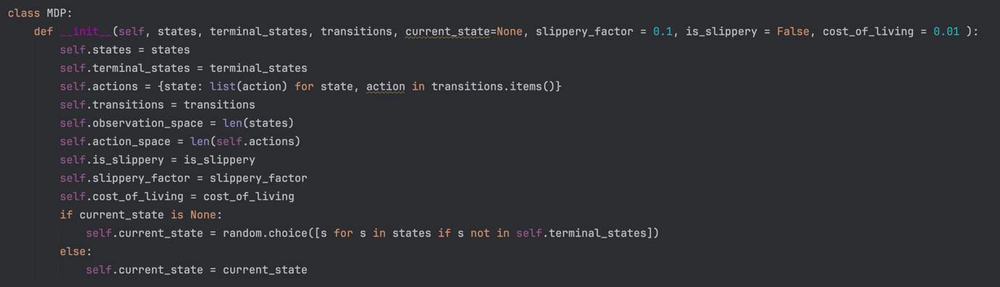 class MDP:
    def __init__(self, states, terminal_states, transitions, current_state=None, slippery_factor = 0.1, is_slippery = False, cost_of_living = 0.01 ):
        self.states = states
        self.terminal_states = terminal_states
        self.actions = {state: list(action) for state, action in transitions.items()}
        self.transitions = transitions
        self.observation_space = len(states)
        self.action_space = len(self.actions)
        self.is_slippery = is_slippery
        self.slippery_factor = slippery_factor
        self.cost_of_living = cost_of_living
        if current_state is None:
            self.current_state = random.choice([s for s in states if s not in self.terminal_states])
        else:
            self.current_state = current_state